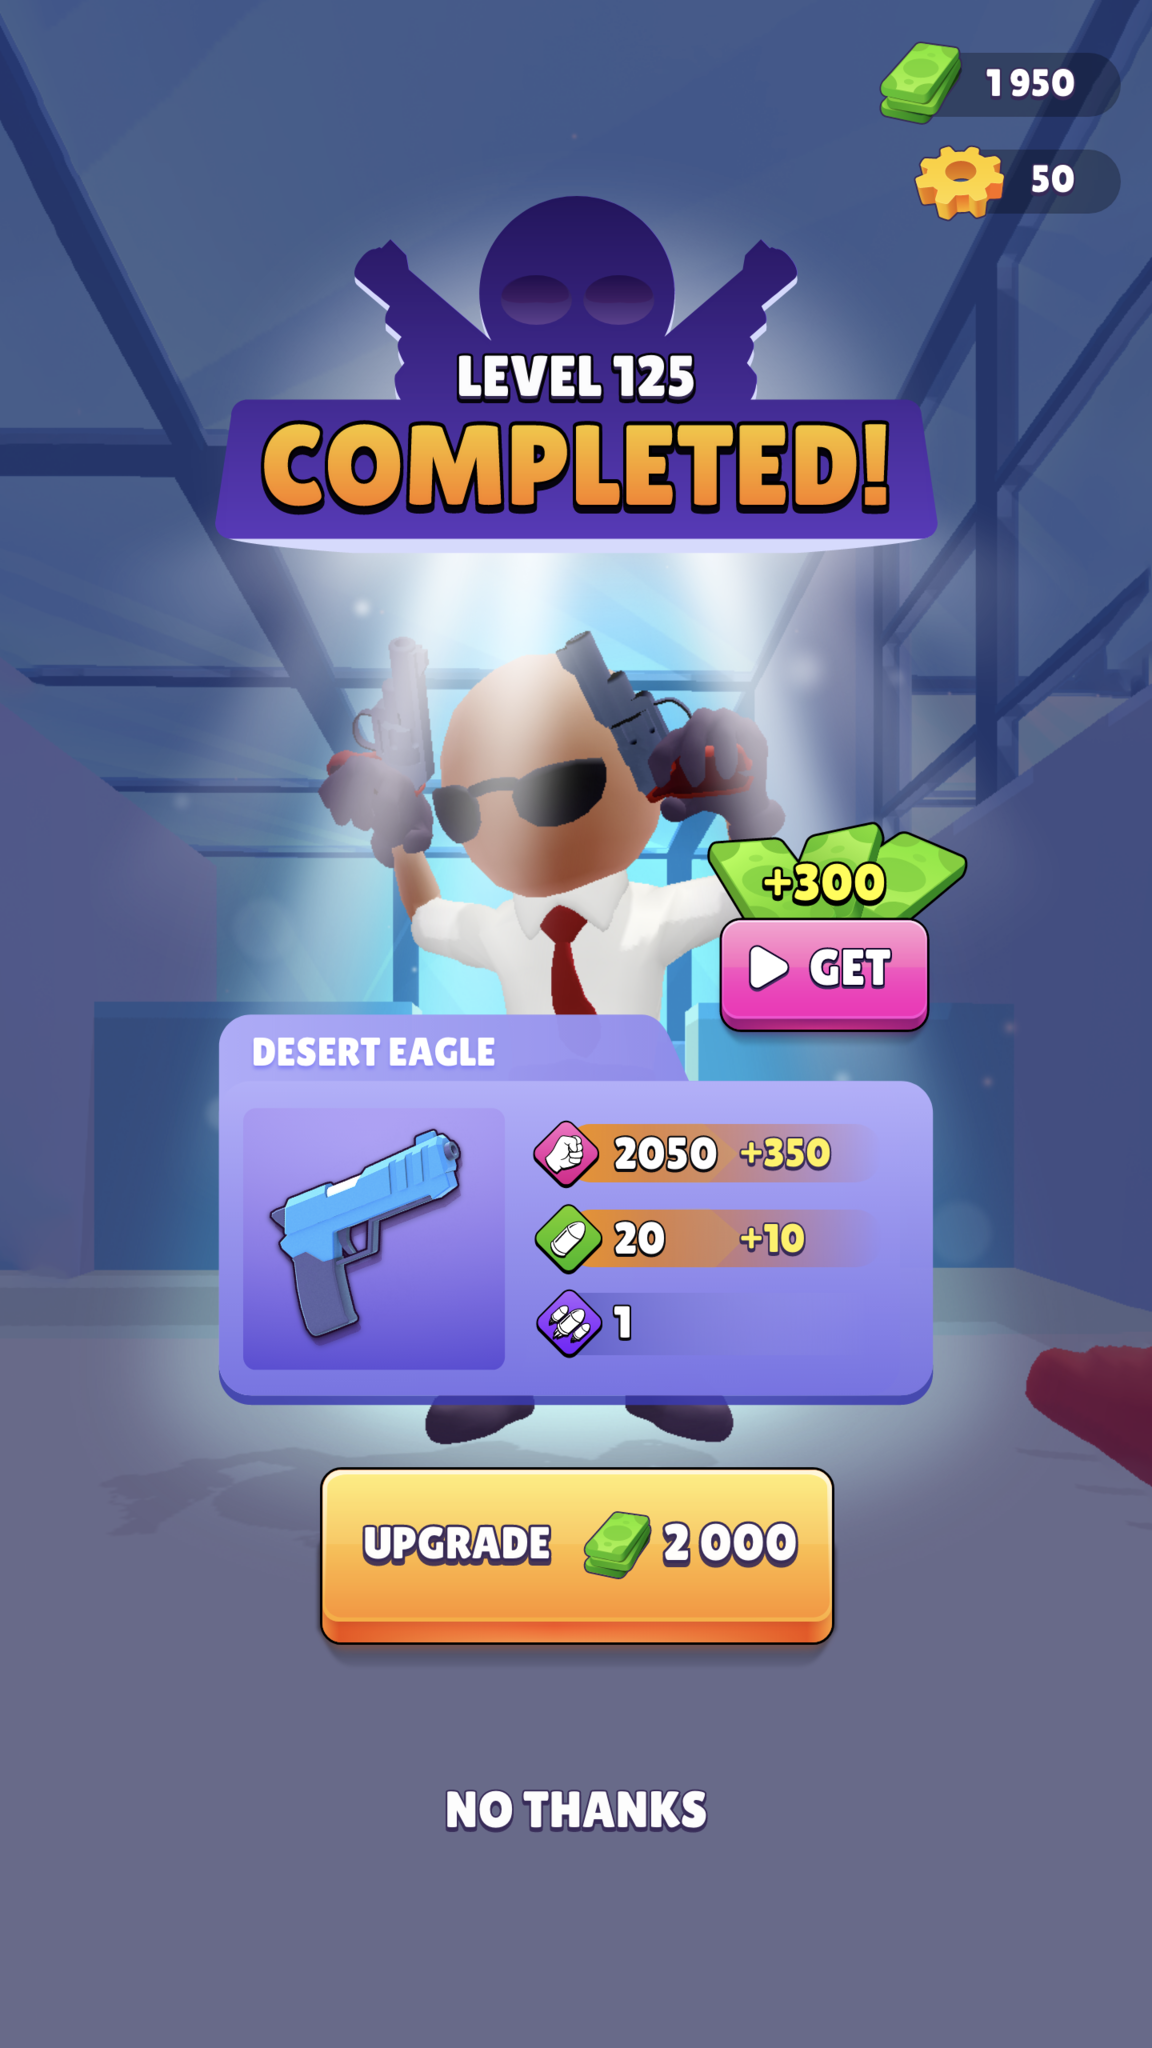 1 950
50
LEVEL 125
COMPLETED!
+300
GET
DESERT EAGLE
2050 +350
20 +10
1
UPGRADE 2 000
NO THANKS